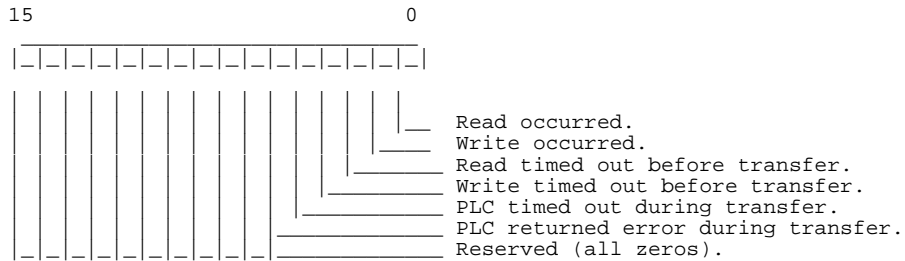 15 0
Read occurred.
Write occurred.
Read timed out before transfer.
Write timed out before transfer.
PLC timed out during transfer.
PLC returned error during transfer.
Reserved (all zeros).